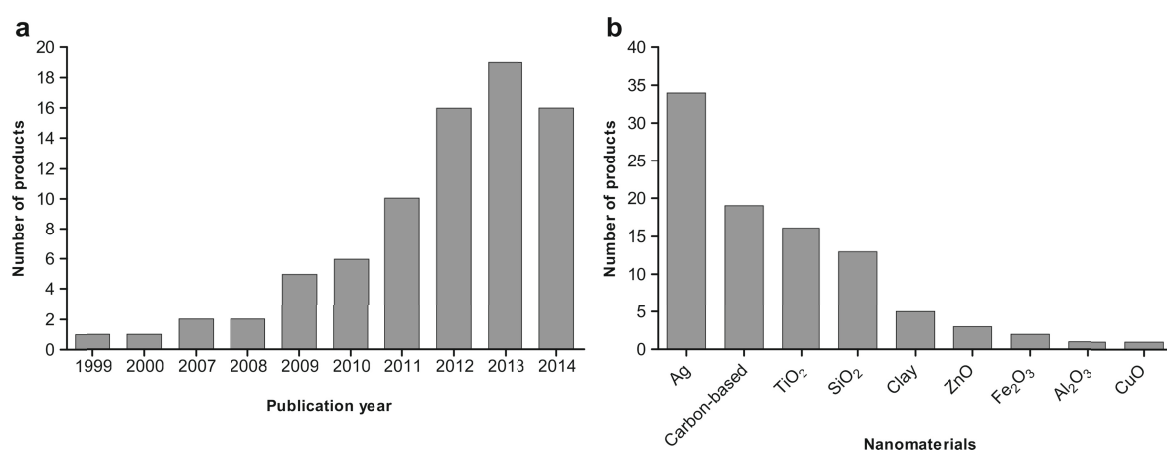 a
Number of products
20
18
16
14
12
10
8
6
4
2
0
1999 2000 2007 2008 2009 2010 2011 2012 2013 2014
Publication year
b
Number of products
40
35
30
25
20
15
10
5
0
Ag Carbon-based TiO₂ SiO₂ Clay ZnO Fe₂O₃ Al₂O₃ CuO
Nanomaterials